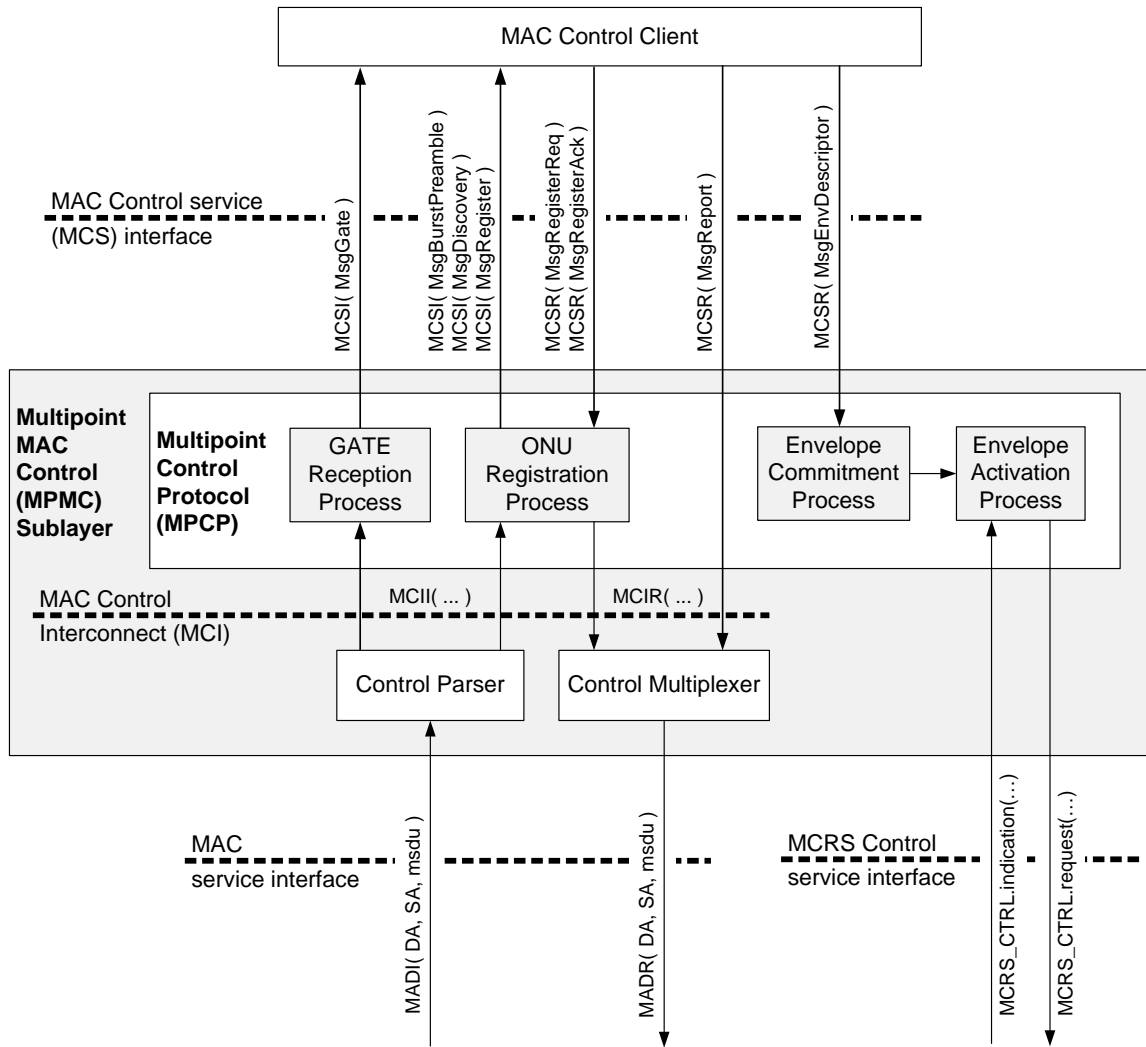 MAC Control Client
MCSI( MsgGate )
MCSI( MsgBurstPreamble )
MCSI( MsgDiscovery )
MCSI( MsgRegister )
MCSR( MsgRegisterReq )
MCSR( MsgRegisterAck )
MCSR( MsgReport )
MCSR( MsgEnvDescriptor )
MAC Control service
(MCS) interface
Multipoint
MAC
Control
(MPMC)
Sublayer
Multipoint
Control
Protocol
(MPCP)
GATE
Reception
Process
ONU
Registration
Process
Envelope
Commitment
Process
Envelope
Activation
Process
MAC Control
Interconnect (MCI)
MCII( ... )
MCIR( ... )
Control Parser
Control Multiplexer
MAC
service interface
MADI( DA, SA, msdu )
MADR( DA, SA, msdu )
MCRS Control
service interface
MCRS_CTRL.indication(...)
MCRS_CTRL.request(...)